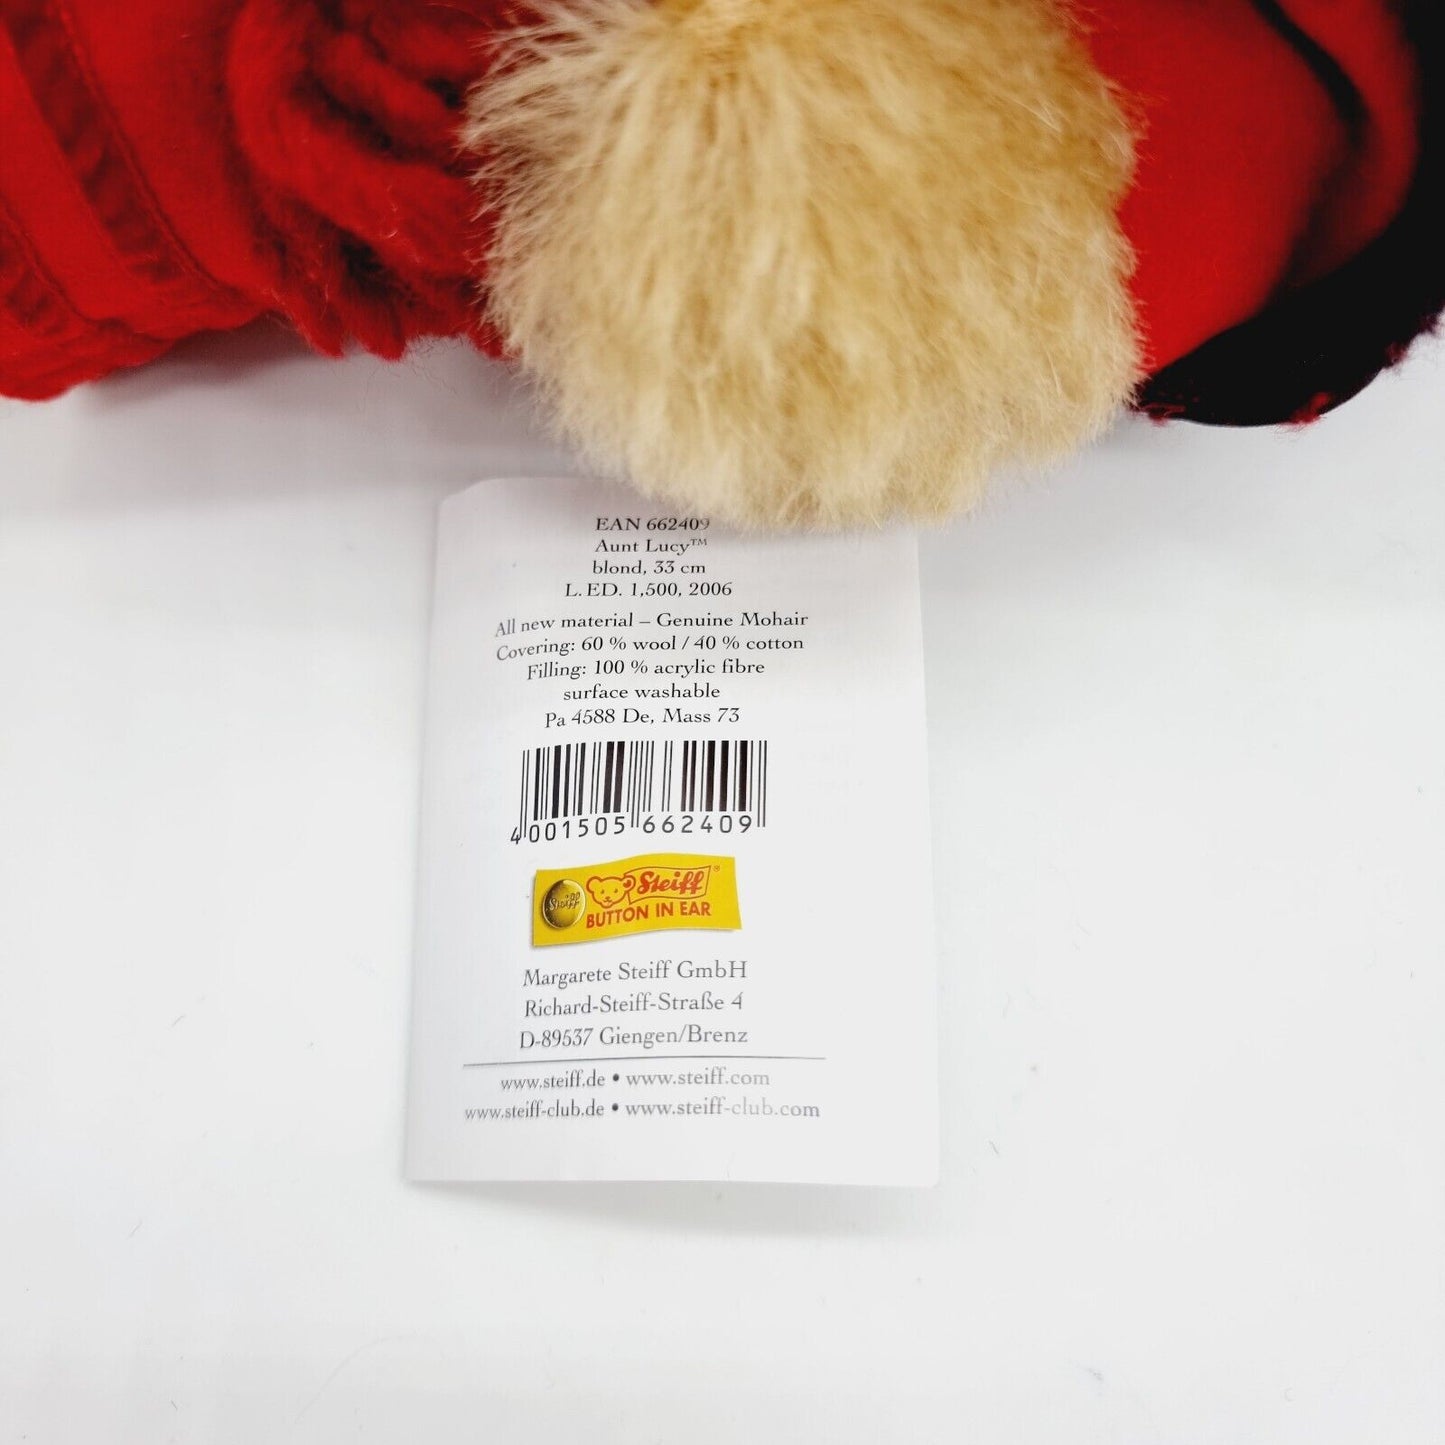 EAN 662409
Aunt Lucy™
blond, 33 cm
L. ED. 1,500, 2006
All new material – Genuine Mohair
Covering: 60 % wool / 40 % cotton
Filling: 100 % acrylic fibre
surface washable
Pa 4588 De, Mass 73
4 001505 662409
Steiff
Steiff®
BUTTON IN EAR
Margarete Steiff GmbH
Richard-Steiff-Straße 4
D-89537 Giengen/Brenz
www.steiff.de • www.steiff.com
www.steiff-club.de • www.steiff-club.com